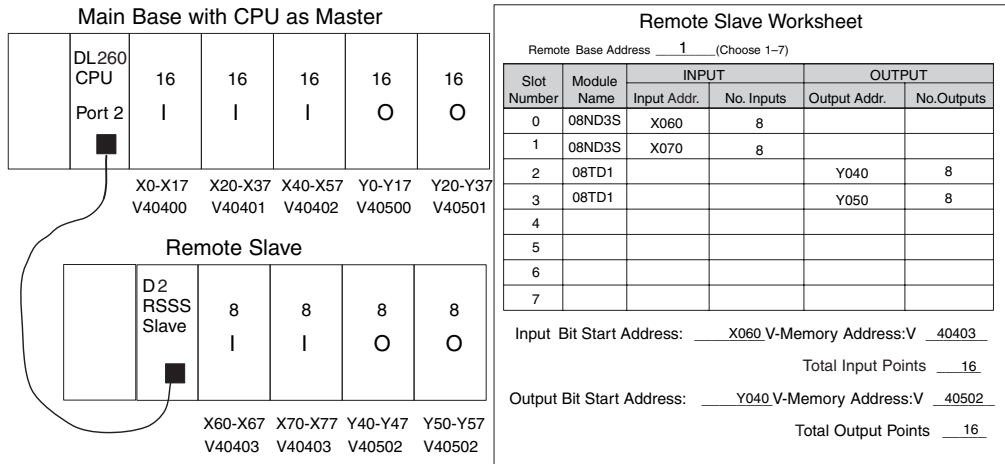 Main Base with CPU as Master
DL260
CPU
Port 2
16 16 16 16 16
I I I O O
X0-X17 X20-X37 X40-X57 Y0-Y17 Y20-Y37
V40400 V40401 V40402 V40500 V40501
Remote Slave
D2
RSSS
Slave
8 8 8 8
I I O O
X60-X67 X70-X77 Y40-Y47 Y50-Y57
V40403 V40403 V40502 V40502
Remote Slave Worksheet
Remote Base Address 1 (Choose 1–7)
Slot Number Module Name INPUT OUTPUT
Input Addr. No. Inputs Output Addr. No.Outputs
0 08ND3S X060 8
1 08ND3S X070 8
2 08TD1 Y040 8
3 08TD1 Y050 8
4
5
6
7
Input Bit Start Address: X060 V-Memory Address:V 40403
Total Input Points 16
Output Bit Start Address: Y040 V-Memory Address:V 40502
Total Output Points 16